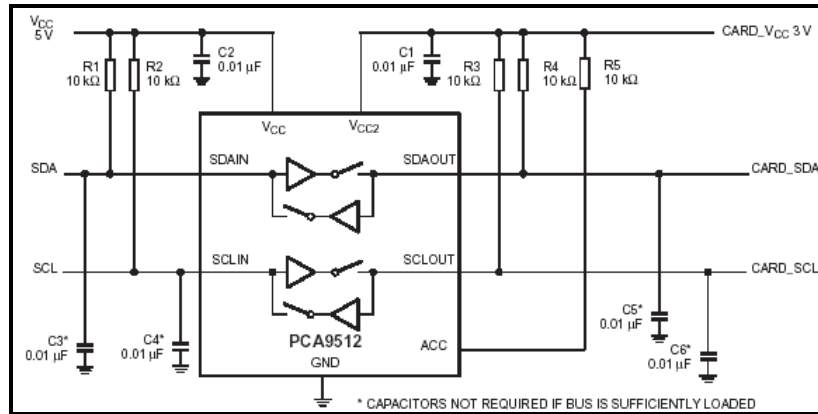 VCC
5 V
CARD_VCC 3 V
R1
10 kΩ
R2
10 kΩ
C2
0.01 µF
C1
0.01 µF
R3
10 kΩ
R4
10 kΩ
R5
10 kΩ
VCC
VCC2
SDA
SDAIN
SDAOUT
CARD_SDA
SCL
SCLIN
SCLOUT
CARD_SCL
C3*
0.01 µF
C4*
0.01 µF
PCA9512
ACC
GND
C5*
0.01 µF
C6*
0.01 µF
* CAPACITORS NOT REQUIRED IF BUS IS SUFFICIENTLY LOADED